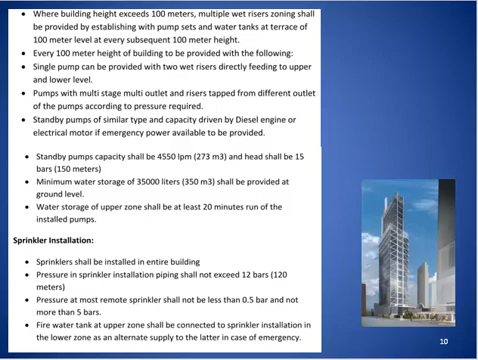 • Where building height exceeds 100 meters, multiple wet risers zoning shall
be provided by establishing with pump sets and water tanks at terrace of
100 meter level at every subsequent 100 meter height.
• Every 100 meter height of building to be provided with the following:
• Single pump can be provided with two wet risers directly feeding to upper
and lower level.
• Pumps with multi stage multi outlet and risers tapped from different outlet
of the pumps according to pressure required.
• Standby pumps of similar type and capacity driven by Diesel engine or
electrical motor if emergency power available to be provided.
• Standby pumps capacity shall be 4550 lpm (273 m3) and head shall be 15
bars (150 meters)
• Minimum water storage of 35000 liters (350 m3) shall be provided at
ground level.
• Water storage of upper zone shall be at least 20 minutes run of the
installed pumps.
Sprinkler Installation:
• Sprinklers shall be installed in entire building
• Pressure in sprinkler installation piping shall not exceed 12 bars (120
meters)
• Pressure at most remote sprinkler shall not be less than 0.5 bar and not
more than 5 bars.
• Fire water tank at upper zone shall be connected to sprinkler installation in
the lower zone as an alternate supply to the latter in case of emergency.
10